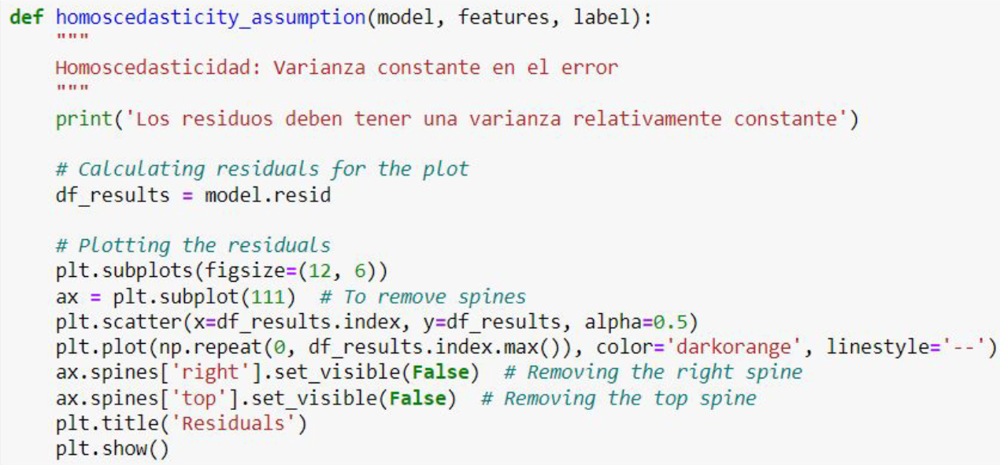 def homoscedasticity_assumption(model, features, label):
    """
    Homoscedasticidad: Varianza constante en el error
    """
    print('Los residuos deben tener una varianza relativamente constante')

    # Calculating residuals for the plot
    df_results = model.resid

    # Plotting the residuals
    plt.subplots(figsize=(12, 6))
    ax = plt.subplot(111)  # To remove spines
    plt.scatter(x=df_results.index, y=df_results, alpha=0.5)
    plt.plot(np.repeat(0, df_results.index.max()), color='darkorange', linestyle='--')
    ax.spines['right'].set_visible(False)  # Removing the right spine
    ax.spines['top'].set_visible(False)  # Removing the top spine
    plt.title('Residuals')
    plt.show()